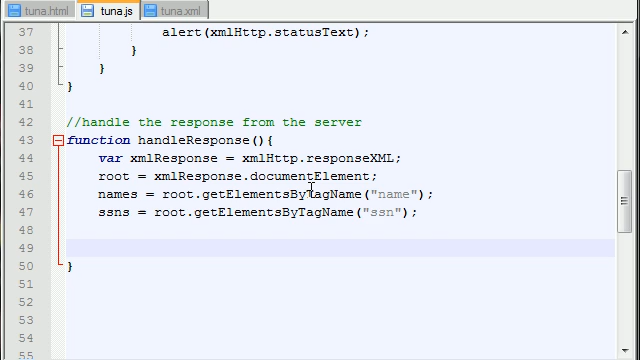 tuna.html tuna.js tuna.xml
37 alert(xmlHttp.statusText);
38 }
39 }
40 }
41
42 //handle the response from the server
43 function handleResponse(){
44 var xmlResponse = xmlHttp.responseXML;
45 root = xmlResponse.documentElement;
46 names = root.getElementsByTagName("name");
47 ssns = root.getElementsByTagName("ssn");
48
49
50 }
51
52
53
54
55